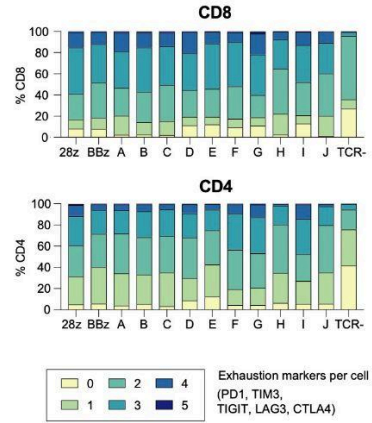 CD8
% CD8
100
80
60
40
20
0
28z BBz A B C D E F G H I J TCR-
CD4
% CD4
100
80
60
40
20
0
28z BBz A B C D E F G H I J TCR-
0 2 4
1 3 5
Exhaustion markers per cell
(PD1, TIM3,
TIGIT, LAG3, CTLA4)